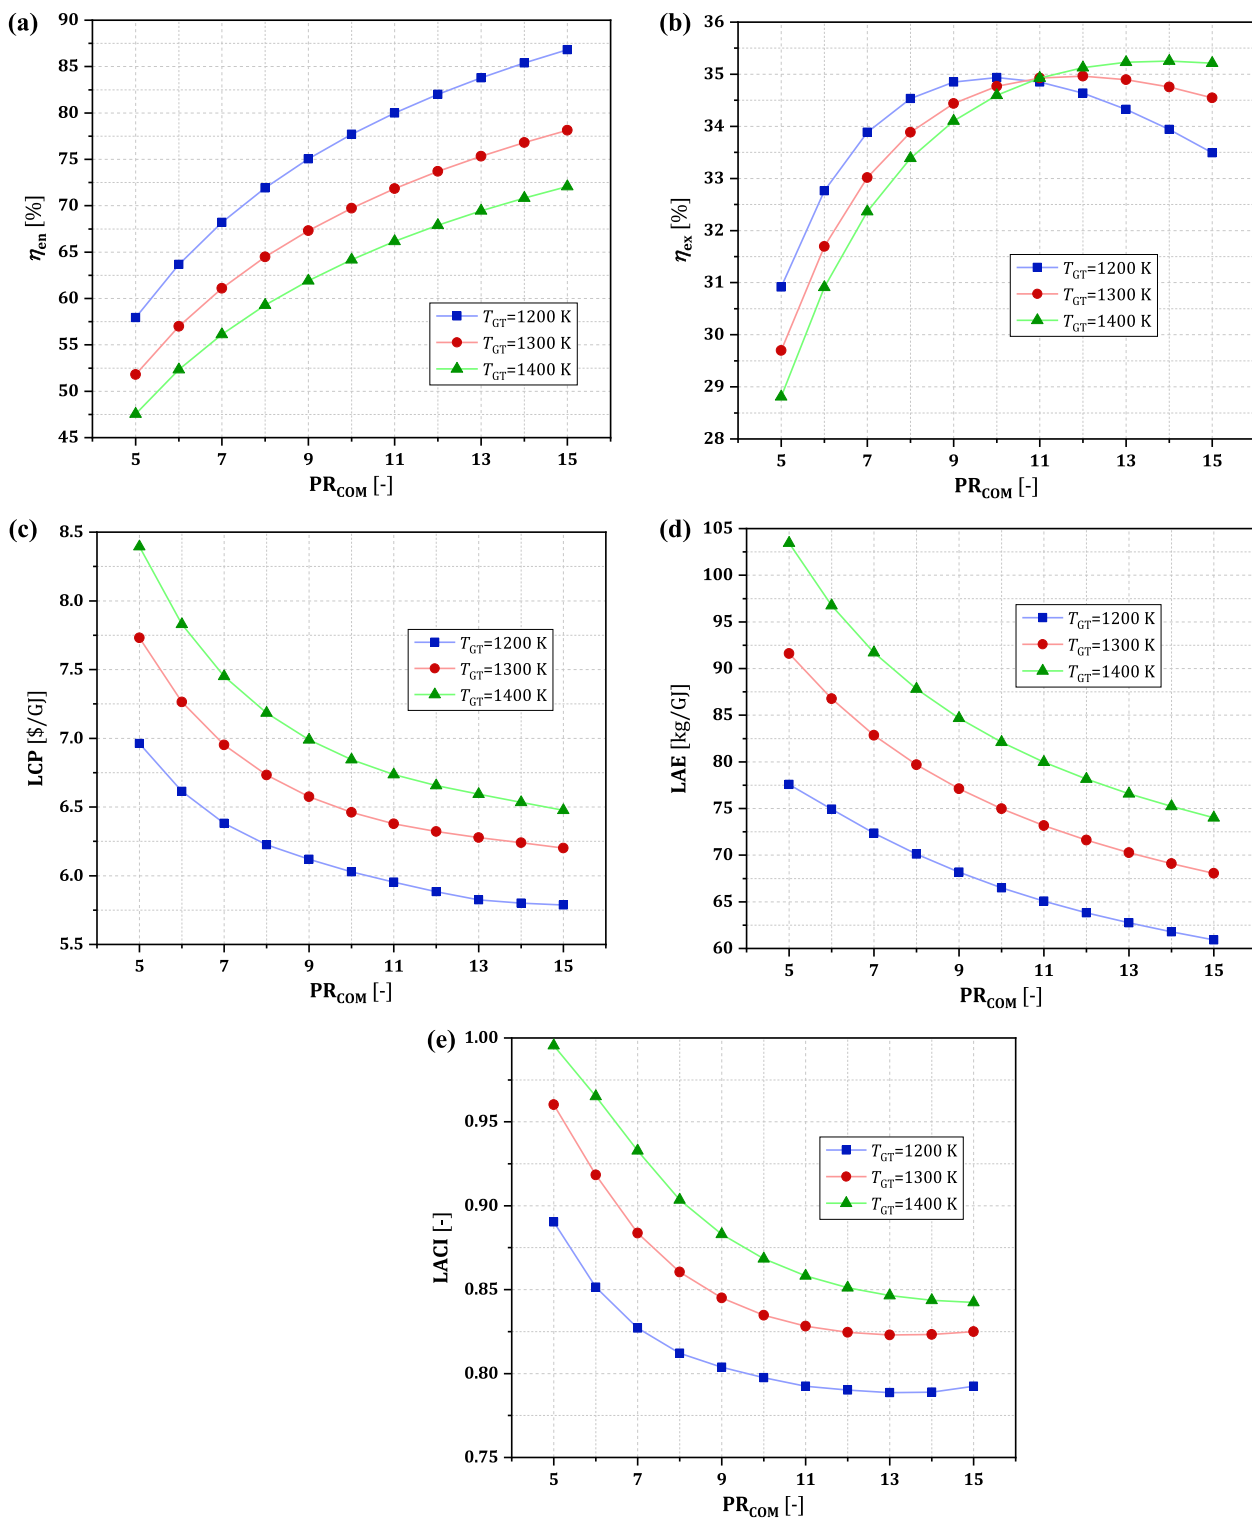 (a)
90
85
80
75
70
65
60
55
50
45
η_en [%]
T_GT=1200 K
T_GT=1300 K
T_GT=1400 K
5 7 9 11 13 15
PR_COM [-]
(b)
36
35
34
33
32
31
30
29
28
η_ex [%]
T_GT=1200 K
T_GT=1300 K
T_GT=1400 K
5 7 9 11 13 15
PR_COM [-]
(c)
8.5
8.0
7.5
7.0
6.5
6.0
5.5
LCP [$/GJ]
T_GT=1200 K
T_GT=1300 K
T_GT=1400 K
5 7 9 11 13 15
PR_COM [-]
(d)
105
100
95
90
85
80
75
70
65
60
LAE [kg/GJ]
T_GT=1200 K
T_GT=1300 K
T_GT=1400 K
5 7 9 11 13 15
PR_COM [-]
(e)
1.00
0.95
0.90
0.85
0.80
0.75
LACI [-]
T_GT=1200 K
T_GT=1300 K
T_GT=1400 K
5 7 9 11 13 15
PR_COM [-]